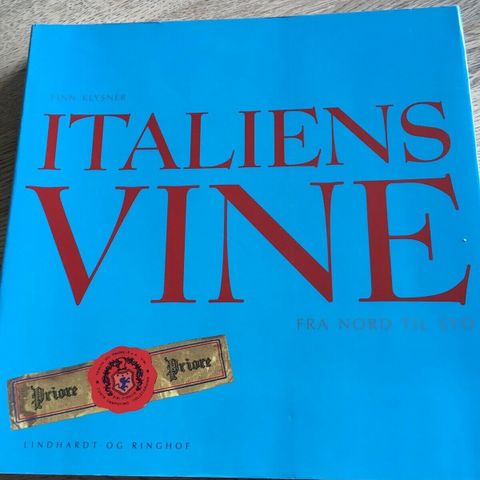 FINN KLYSNER
ITALIENS
VINE
FRA NORD TIL SYD
Priore Priore
LINDHARDT OG RINGHOF